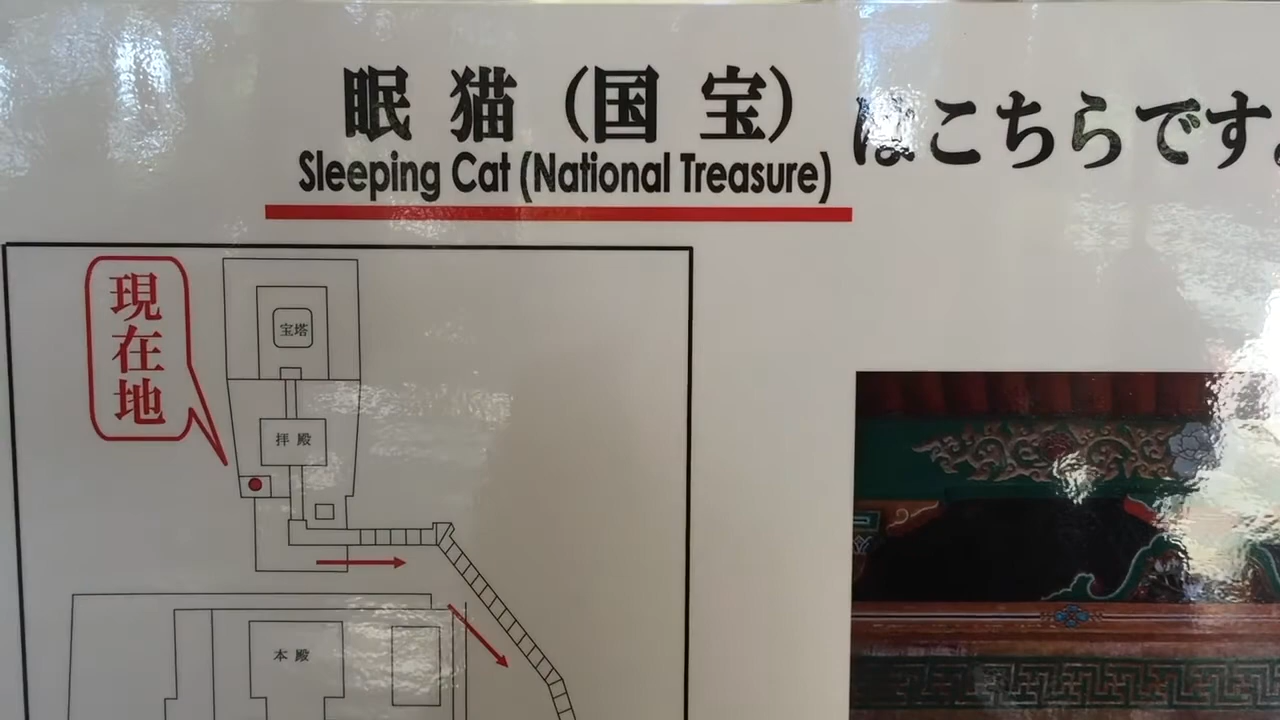 眠猫（国宝）はこちらです。
Sleeping Cat (National Treasure)
現在地
宝塔
拝殿
本殿